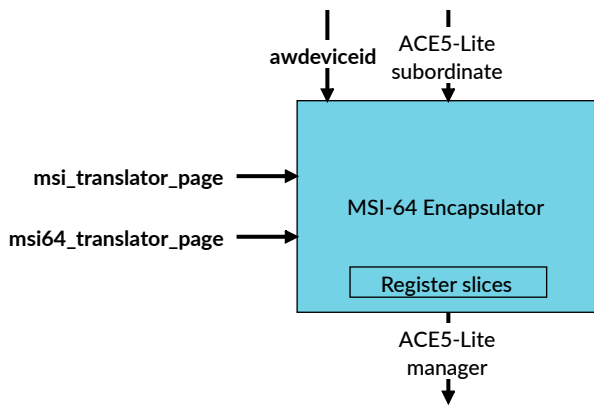 awdeviceid
ACE5-Lite
subordinate
msi_translator_page
MSI-64 Encapsulator
msi64_translator_page
Register slices
ACE5-Lite
manager